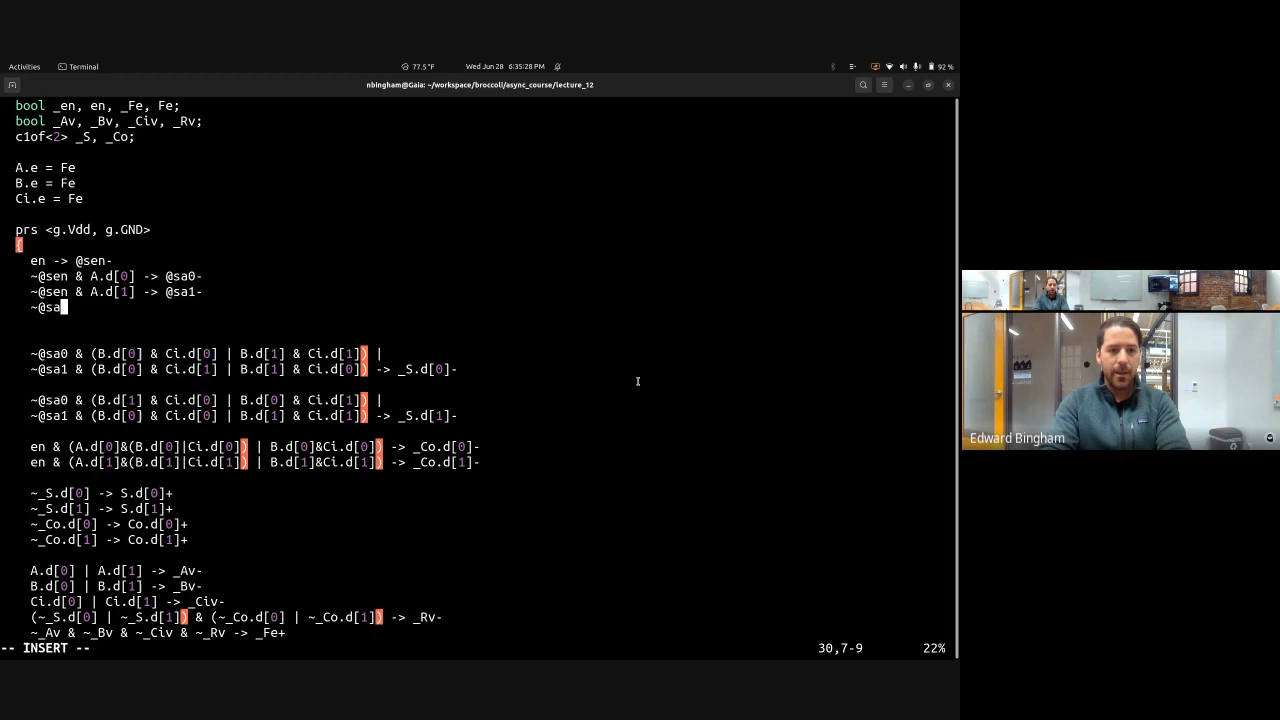 Activities
Terminal
77.5 °F
Wed Jun 28 6:35:28 PM
92 %
nbingham@Gaia: ~/workspace/broccoli/async_course/lecture_12
bool _en, en, _Fe, Fe;
bool _Av, _Bv, _Civ, _Rv;
c1of<2> _S, _Co;
A.e = Fe
B.e = Fe
Ci.e = Fe
prs <g.Vdd, g.GND>
{
en -> @sen-
~@sen & A.d[0] -> @sa0-
~@sen & A.d[1] -> @sa1-
~@sa
~@sa0 & (B.d[0] & Ci.d[0] | B.d[1] & Ci.d[1]) |
~@sa1 & (B.d[0] & Ci.d[1] | B.d[1] & Ci.d[0]) -> _S.d[0]-
~@sa0 & (B.d[1] & Ci.d[0] | B.d[0] & Ci.d[1]) |
~@sa1 & (B.d[0] & Ci.d[0] | B.d[1] & Ci.d[1]) -> _S.d[1]-
en & (A.d[0]&(B.d[0]|Ci.d[0]) | B.d[0]&Ci.d[0]) -> _Co.d[0]-
en & (A.d[1]&(B.d[1]|Ci.d[1]) | B.d[1]&Ci.d[1]) -> _Co.d[1]-
~_S.d[0] -> S.d[0]+
~_S.d[1] -> S.d[1]+
~_Co.d[0] -> Co.d[0]+
~_Co.d[1] -> Co.d[1]+
A.d[0] | A.d[1] -> _Av-
B.d[0] | B.d[1] -> _Bv-
Ci.d[0] | Ci.d[1] -> _Civ-
(~_S.d[0] | ~_S.d[1]) & (~_Co.d[0] | ~_Co.d[1]) -> _Rv-
~_Av & ~_Bv & ~_Civ & ~_Rv -> _Fe+
-- INSERT --
30,7-9
22%
Edward Bingham